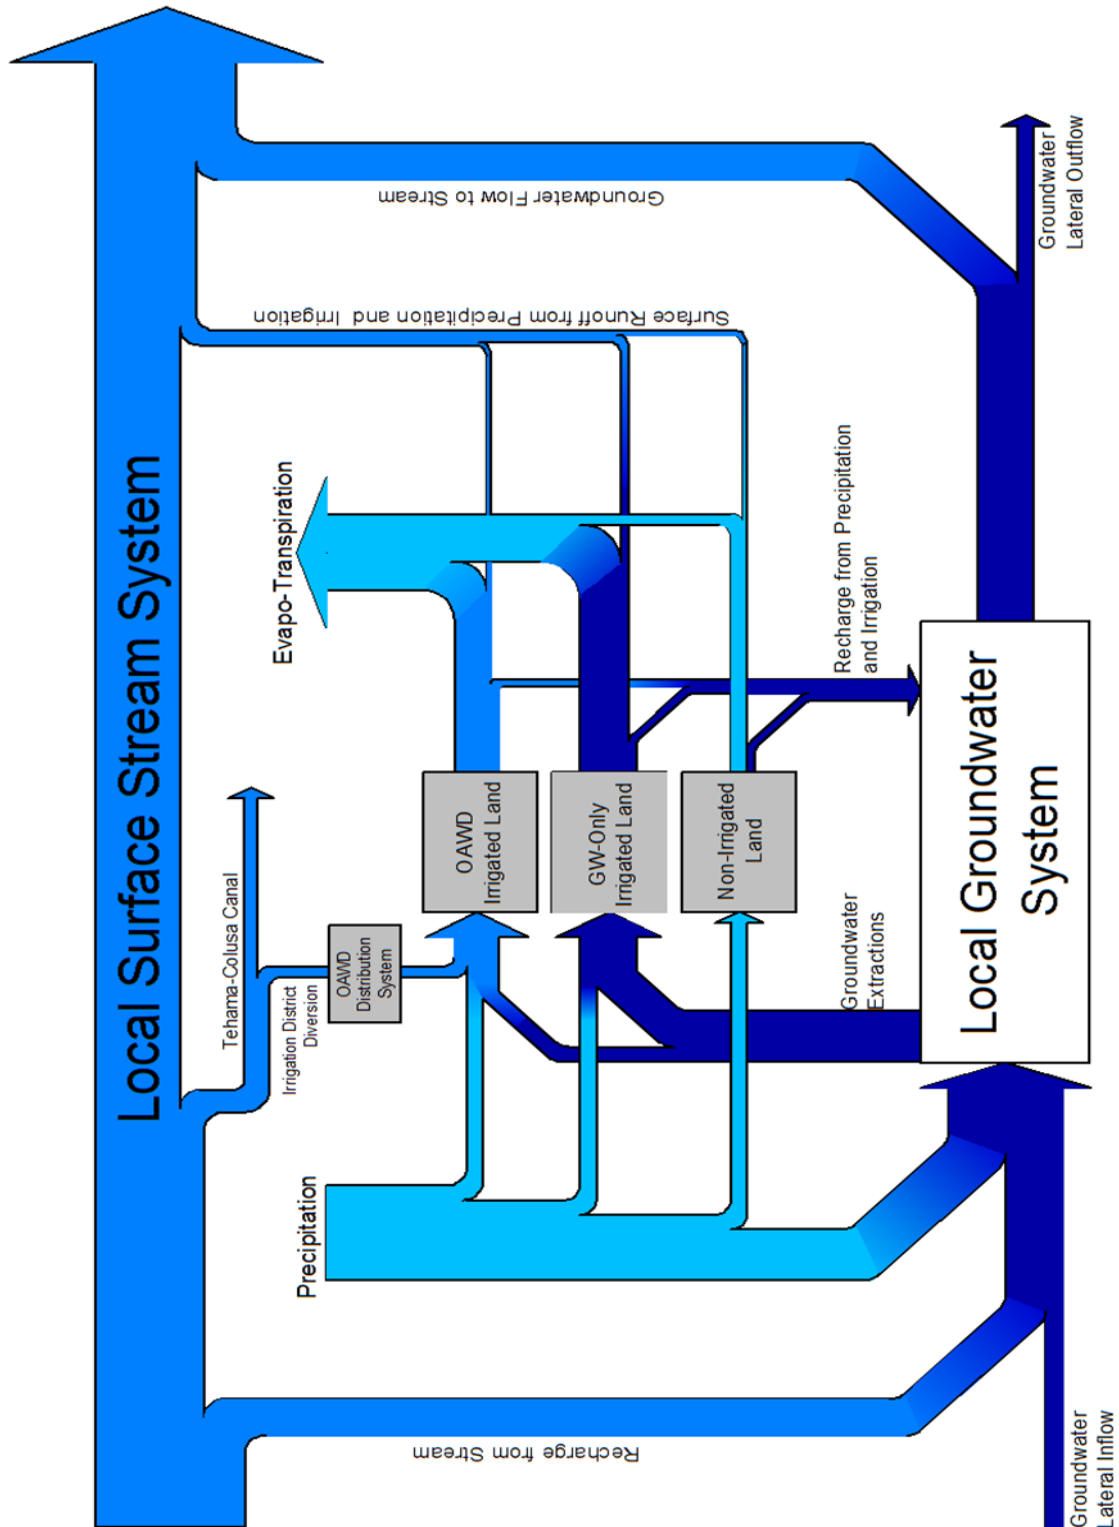 Local Surface Stream System
Tehama-Colusa Canal
Irrigation District
Diversion
OAWD
Distribution
System
Precipitation
Evapo-Transpiration
Recharge from Stream
Surface Runoff from Precipitation and Irrigation
Groundwater Flow to Stream
OAWD
Irrigated Land
GW-Only
Irrigated Land
Non-Irrigated
Land
Groundwater
Extractions
Recharge from Precipitation
and Irrigation
Local Groundwater
System
Groundwater
Lateral Inflow
Groundwater
Lateral Outflow